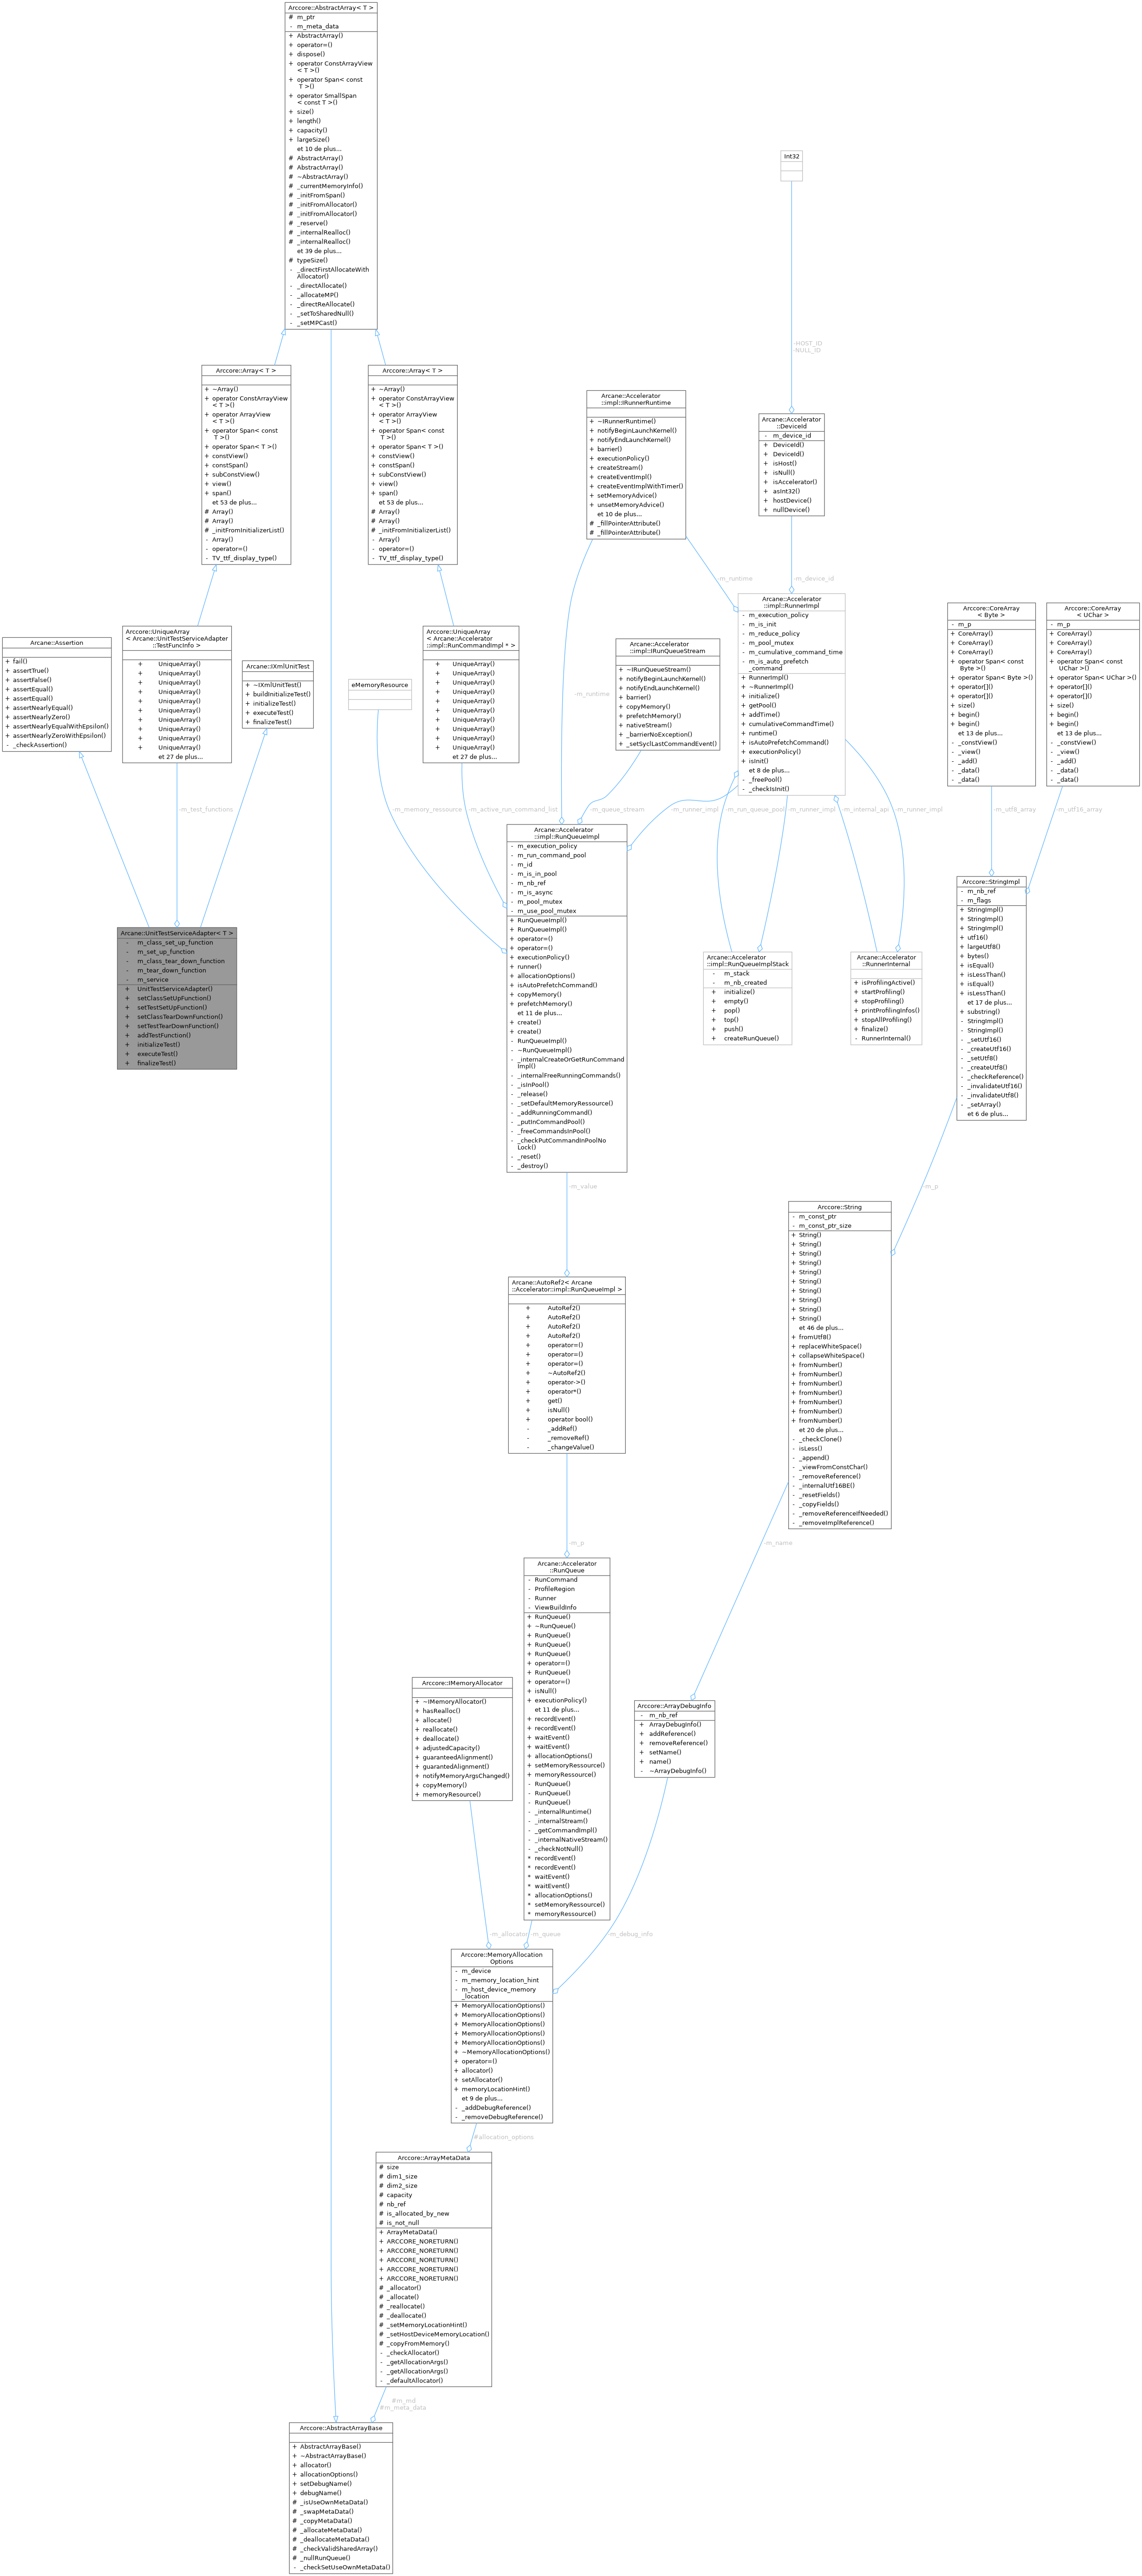 Arccore::AbstractArray< T >
# m_ptr
- m_meta_data
+ AbstractArray()
+ operator=()
+ dispose()
+ operator ConstArrayView
< T >()
+ operator Span< const
T >()
+ operator SmallSpan
< const T >()
+ size()
+ length()
+ capacity()
+ largeSize()
et 10 de plus...
# AbstractArray()
# AbstractArray()
# ~AbstractArray()
# _currentMemoryInfo()
# _initFromSpan()
# _initFromAllocator()
# _initFromAllocator()
# _reserve()
# _internalRealloc()
# _internalRealloc()
et 39 de plus...
# typeSize()
- _directFirstAllocateWith
Allocator()
- _directAllocate()
- _allocateMP()
- _directReAllocate()
- _setToSharedNull()
- _setMPCast()
Int32
-HOST_ID
-NULL_ID
Arccore::Array< T >
+ ~Array()
+ operator ConstArrayView
< T >()
+ operator ArrayView
< T >()
+ operator Span< const
T >()
+ operator Span< T >()
+ constView()
+ constSpan()
+ subConstView()
+ view()
+ span()
et 53 de plus...
# Array()
# Array()
# _initFromInitializerList()
- Array()
- operator=()
- TV_ttf_display_type()
Arccore::Array< T >
+ ~Array()
+ operator ConstArrayView
< T >()
+ operator ArrayView
< T >()
+ operator Span< const
T >()
+ operator Span< T >()
+ constView()
+ constSpan()
+ subConstView()
+ view()
+ span()
et 53 de plus...
# Array()
# Array()
# _initFromInitializerList()
- Array()
- operator=()
- TV_ttf_display_type()
Arcane::Accelerator
::impl::IRunnerRuntime
+ ~IRunnerRuntime()
+ notifyBeginLaunchKernel()
+ notifyEndLaunchKernel()
+ barrier()
+ executionPolicy()
+ createStream()
+ createEventImpl()
+ createEventImplWithTimer()
+ setMemoryAdvice()
+ unsetMemoryAdvice()
et 10 de plus...
# _fillPointerAttribute()
# _fillPointerAttribute()
Arcane::Accelerator
::DeviceId
- m_device_id
+ DeviceId()
+ DeviceId()
+ isHost()
+ isNull()
+ isAccelerator()
+ asInt32()
+ hostDevice()
+ nullDevice()
-m_runtime
-m_device_id
Arcane::Assertion
+ fail()
+ assertTrue()
+ assertFalse()
+ assertEqual()
+ assertEqual()
+ assertNearlyEqual()
+ assertNearlyZero()
+ assertNearlyEqualWithEpsilon()
+ assertNearlyZeroWithEpsilon()
- _checkAssertion()
Arccore::UniqueArray
< Arcane::UnitTestServiceAdapter
::TestFuncInfo >
+ UniqueArray()
+ UniqueArray()
+ UniqueArray()
+ UniqueArray()
+ UniqueArray()
+ UniqueArray()
+ UniqueArray()
+ UniqueArray()
+ UniqueArray()
+ UniqueArray()
et 27 de plus...
Arcane::IXmlUnitTest
+ ~IXmlUnitTest()
+ buildInitializeTest()
+ initializeTest()
+ executeTest()
+ finalizeTest()
eMemoryResource
Arccore::UniqueArray
< Arcane::Accelerator
::impl::RunCommandImpl * >
+ UniqueArray()
+ UniqueArray()
+ UniqueArray()
+ UniqueArray()
+ UniqueArray()
+ UniqueArray()
+ UniqueArray()
+ UniqueArray()
+ UniqueArray()
+ UniqueArray()
et 27 de plus...
-m_runtime
Arcane::Accelerator
::impl::IRunQueueStream
+ ~IRunQueueStream()
+ notifyBeginLaunchKernel()
+ notifyEndLaunchKernel()
+ barrier()
+ copyMemory()
+ prefetchMemory()
+ nativeStream()
+ _barrierNoException()
+ _setSyclLastCommandEvent()
Arcane::Accelerator
::impl::RunnerImpl
- m_execution_policy
- m_is_init
- m_reduce_policy
- m_pool_mutex
- m_cumulative_command_time
- m_is_auto_prefetch
_command
+ RunnerImpl()
+ ~RunnerImpl()
+ initialize()
+ getPool()
+ addTime()
+ cumulativeCommandTime()
+ runtime()
+ isAutoPrefetchCommand()
+ executionPolicy()
+ isInit()
et 8 de plus...
- _freePool()
- _checkIsInit()
Arccore::CoreArray
< Byte >
- m_p
+ CoreArray()
+ CoreArray()
+ CoreArray()
+ operator Span< const
Byte >()
+ operator Span< Byte >()
+ operator[]()
+ operator[]()
+ size()
+ begin()
+ begin()
et 13 de plus...
- _constView()
- _view()
- _add()
- _data()
- _data()
Arccore::CoreArray
< UChar >
- m_p
+ CoreArray()
+ CoreArray()
+ CoreArray()
+ operator Span< const
UChar >()
+ operator Span< UChar >()
+ operator[]()
+ operator[]()
+ size()
+ begin()
+ begin()
et 13 de plus...
- _constView()
- _view()
- _add()
- _data()
- _data()
-m_test_functions
-m_memory_ressource
-m_active_run_command_list
-m_queue_stream
-m_runner_impl
-m_run_queue_pool
-m_runner_impl
-m_internal_api
-m_runner_impl
-m_utf8_array
-m_utf16_array
Arcane::UnitTestServiceAdapter< T >
- m_class_set_up_function
- m_set_up_function
- m_class_tear_down_function
- m_tear_down_function
- m_service
+ UnitTestServiceAdapter()
+ setClassSetUpFunction()
+ setTestSetUpFunction()
+ setClassTearDownFunction()
+ setTestTearDownFunction()
+ addTestFunction()
+ initializeTest()
+ executeTest()
+ finalizeTest()
Arcane::Accelerator
::impl::RunQueueImpl
- m_execution_policy
- m_run_command_pool
- m_id
- m_is_in_pool
- m_nb_ref
- m_is_async
- m_pool_mutex
- m_use_pool_mutex
+ RunQueueImpl()
+ RunQueueImpl()
+ operator=()
+ operator=()
+ executionPolicy()
+ runner()
+ allocationOptions()
+ isAutoPrefetchCommand()
+ copyMemory()
+ prefetchMemory()
et 11 de plus...
+ create()
+ create()
- RunQueueImpl()
- ~RunQueueImpl()
- _internalCreateOrGetRunCommand
Impl()
- _internalFreeRunningCommands()
- _isInPool()
- _release()
- _setDefaultMemoryRessource()
- _addRunningCommand()
- _putInCommandPool()
- _freeCommandsInPool()
- _checkPutCommandInPoolNo
Lock()
- _reset()
- _destroy()
Arcane::Accelerator
::impl::RunQueueImplStack
- m_stack
- m_nb_created
+ initialize()
+ empty()
+ pop()
+ top()
+ push()
+ createRunQueue()
Arcane::Accelerator
::RunnerInternal
+ isProfilingActive()
+ startProfiling()
+ stopProfiling()
+ printProfilingInfos()
+ stopAllProfiling()
+ finalize()
- RunnerInternal()
Arccore::StringImpl
- m_nb_ref
- m_flags
+ StringImpl()
+ StringImpl()
+ StringImpl()
+ utf16()
+ largeUtf8()
+ bytes()
+ isEqual()
+ isLessThan()
+ isEqual()
+ isLessThan()
et 17 de plus...
+ substring()
- StringImpl()
- StringImpl()
- _setUtf16()
- _createUtf16()
- _setUtf8()
- _createUtf8()
- _checkReference()
- _invalidateUtf16()
- _invalidateUtf8()
- _setArray()
et 6 de plus...
-m_value
-m_p
Arccore::String
- m_const_ptr
- m_const_ptr_size
+ String()
+ String()
+ String()
+ String()
+ String()
+ String()
+ String()
+ String()
+ String()
+ String()
et 46 de plus...
+ fromUtf8()
+ replaceWhiteSpace()
+ collapseWhiteSpace()
+ fromNumber()
+ fromNumber()
+ fromNumber()
+ fromNumber()
+ fromNumber()
+ fromNumber()
+ fromNumber()
et 20 de plus...
- _checkClone()
- isLess()
- _append()
- _viewFromConstChar()
- _removeReference()
- _internalUtf16BE()
- _resetFields()
- _copyFields()
- _removeReferenceIfNeeded()
- _removeImplReference()
Arcane::AutoRef2< Arcane
::Accelerator::impl::RunQueueImpl >
+ AutoRef2()
+ AutoRef2()
+ AutoRef2()
+ AutoRef2()
+ operator=()
+ operator=()
+ operator=()
+ ~AutoRef2()
+ operator->()
+ operator*()
+ get()
+ isNull()
+ operator bool()
- _addRef()
- _removeRef()
- _changeValue()
-m_p
-m_name
Arcane::Accelerator
::RunQueue
- RunCommand
- ProfileRegion
- Runner
- ViewBuildInfo
+ RunQueue()
+ ~RunQueue()
+ RunQueue()
+ RunQueue()
+ RunQueue()
+ operator=()
+ RunQueue()
+ operator=()
+ isNull()
+ executionPolicy()
et 11 de plus...
+ recordEvent()
+ recordEvent()
+ waitEvent()
+ waitEvent()
+ allocationOptions()
+ setMemoryRessource()
+ memoryRessource()
- RunQueue()
- RunQueue()
- RunQueue()
- _internalRuntime()
- _internalStream()
- _getCommandImpl()
- _internalNativeStream()
- _checkNotNull()
* recordEvent()
* recordEvent()
* waitEvent()
* waitEvent()
* allocationOptions()
* setMemoryRessource()
* memoryRessource()
Arccore::IMemoryAllocator
+ ~IMemoryAllocator()
+ hasRealloc()
+ allocate()
+ reallocate()
+ deallocate()
+ adjustedCapacity()
+ guaranteedAlignment()
+ guarantedAlignment()
+ notifyMemoryArgsChanged()
+ copyMemory()
+ memoryResource()
Arccore::ArrayDebugInfo
- m_nb_ref
+ ArrayDebugInfo()
+ addReference()
+ removeReference()
+ setName()
+ name()
- ~ArrayDebugInfo()
-m_allocator
-m_queue
-m_debug_info
Arccore::MemoryAllocation
Options
- m_device
- m_memory_location_hint
- m_host_device_memory
_location
+ MemoryAllocationOptions()
+ MemoryAllocationOptions()
+ MemoryAllocationOptions()
+ MemoryAllocationOptions()
+ MemoryAllocationOptions()
+ ~MemoryAllocationOptions()
+ operator=()
+ allocator()
+ setAllocator()
+ memoryLocationHint()
et 9 de plus...
- _addDebugReference()
- _removeDebugReference()
#allocation_options
Arccore::ArrayMetaData
# size
# dim1_size
# dim2_size
# capacity
# nb_ref
# is_allocated_by_new
# is_not_null
+ ArrayMetaData()
+ ARCCORE_NORETURN()
+ ARCCORE_NORETURN()
+ ARCCORE_NORETURN()
+ ARCCORE_NORETURN()
+ ARCCORE_NORETURN()
# _allocator()
# _allocate()
# _reallocate()
# _deallocate()
# _setMemoryLocationHint()
# _setHostDeviceMemoryLocation()
# _copyFromMemory()
- _checkAllocator()
- _getAllocationArgs()
- _getAllocationArgs()
- _defaultAllocator()
#m_md
#m_meta_data
Arccore::AbstractArrayBase
+ AbstractArrayBase()
+ ~AbstractArrayBase()
+ allocator()
+ allocationOptions()
+ setDebugName()
+ debugName()
# _isUseOwnMetaData()
# _swapMetaData()
# _copyMetaData()
# _allocateMetaData()
# _deallocateMetaData()
# _checkValidSharedArray()
# _nullRunQueue()
- _checkSetUseOwnMetaData()